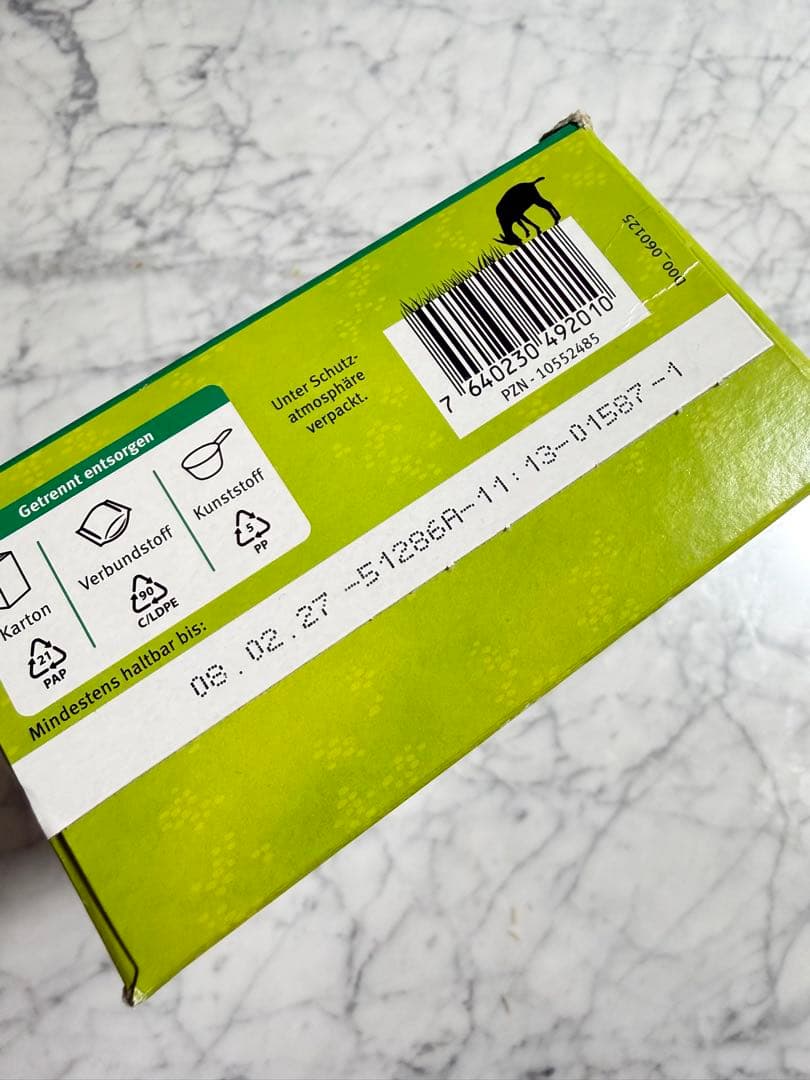 Getrennt entsorgen
Karton
21
PAP
Verbundstoff
90
C/LDPE
Kunststoff
5
PP
Unter Schutz-
atmosphäre
verpackt.
7 640230 492010
PZN - 10552485
D00_060125
Mindestens haltbar bis:
08.02.27 -51286A-11:13-01587 -1